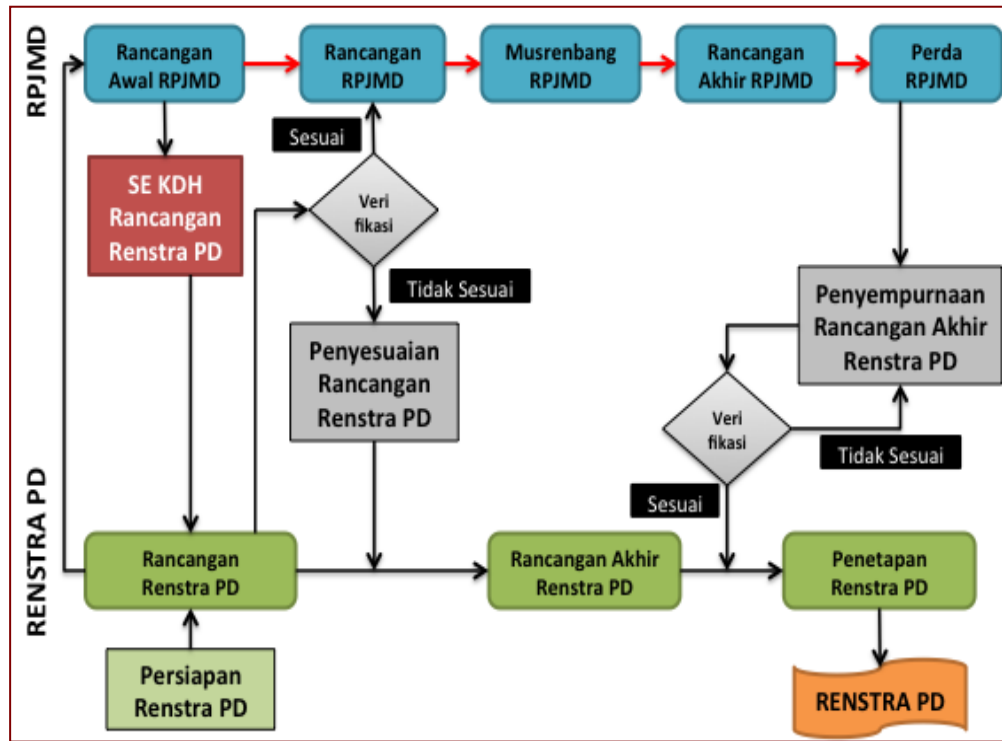 RPJMD
Rancangan
Awal RPJMD
Rancangan
RPJMD
Musrenbang
RPJMD
Rancangan
Akhir RPJMD
Perda
RPJMD
Sesuai
SE KDH
Rancangan
Renstra PD
Veri
fikasi
Tidak Sesuai
Penyesuaian
Rancangan
Renstra PD
Penyempurnaan
Rancangan Akhir
Renstra PD
Veri
fikasi
Tidak Sesuai
Sesuai
RENSTRA PD
Rancangan
Renstra PD
Rancangan Akhir
Renstra PD
Penetapan
Renstra PD
Persiapan
Renstra PD
RENSTRA PD